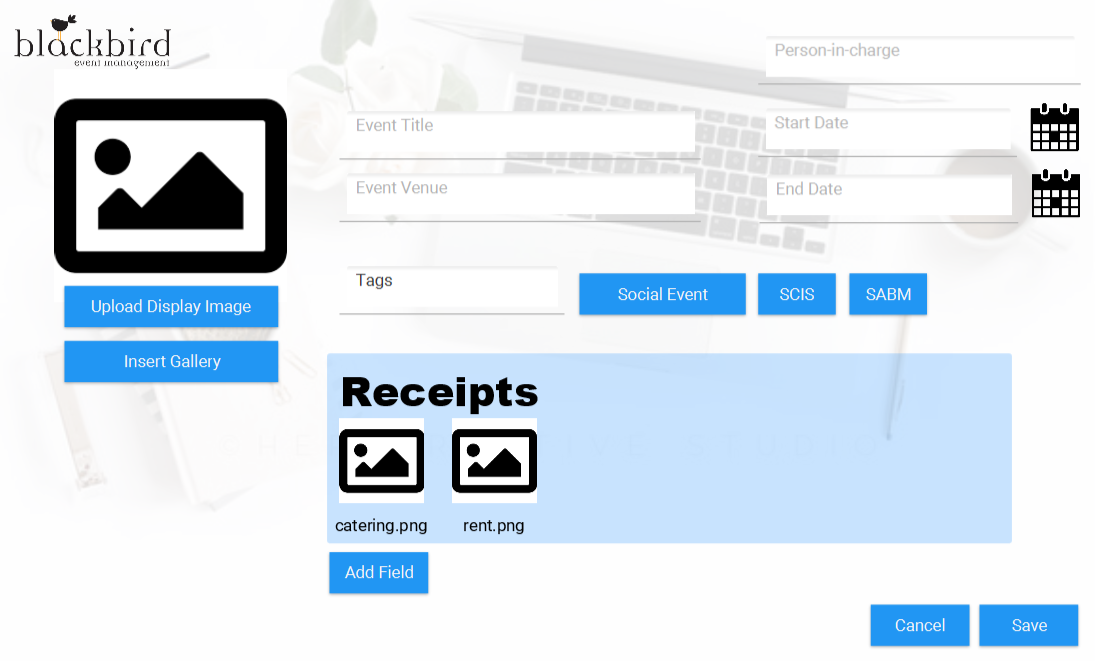 blackbird
event management
Person-in-charge
Event Title
Start Date
Event Venue
End Date
Upload Display Image
Insert Gallery
Tags
Social Event
SCIS
SABM
Receipts
catering.png
rent.png
Add Field
Cancel
Save